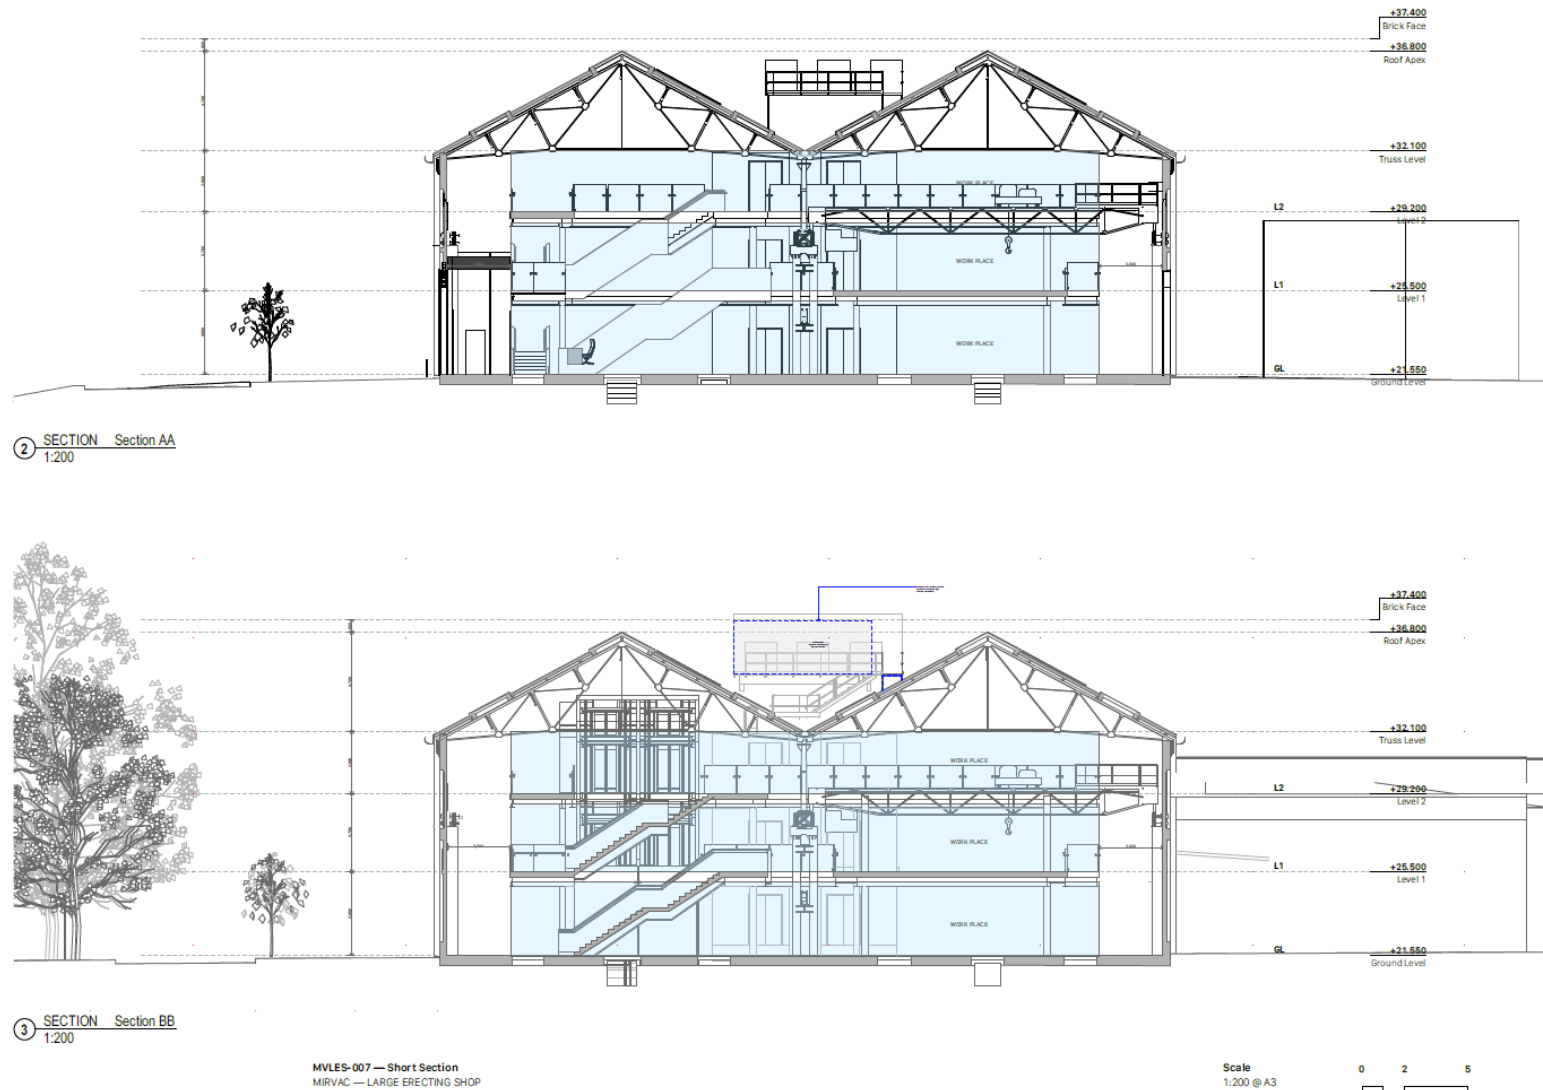 +37.400
Brick Face
+36.800
Roof Apex
+32.100
Truss Level
WORK PLACE
L2
+29.200
Level 2
WORK PLACE
L1
+25.500
Level 1
WORK PLACE
GL
+21.550
Ground Level
2
SECTION Section AA
1:200
+37.400
Brick Face
+36.800
Roof Apex
+32.100
Truss Level
WORK PLACE
L2
+29.200
Level 2
WORK PLACE
L1
+25.500
Level 1
WORK PLACE
GL
+21.550
Ground Level
3
SECTION Section BB
1:200
MVLES-007 — Short Section
MIRVAC — LARGE ERECTING SHOP
Scale
1:200 @ A3
0 2 5